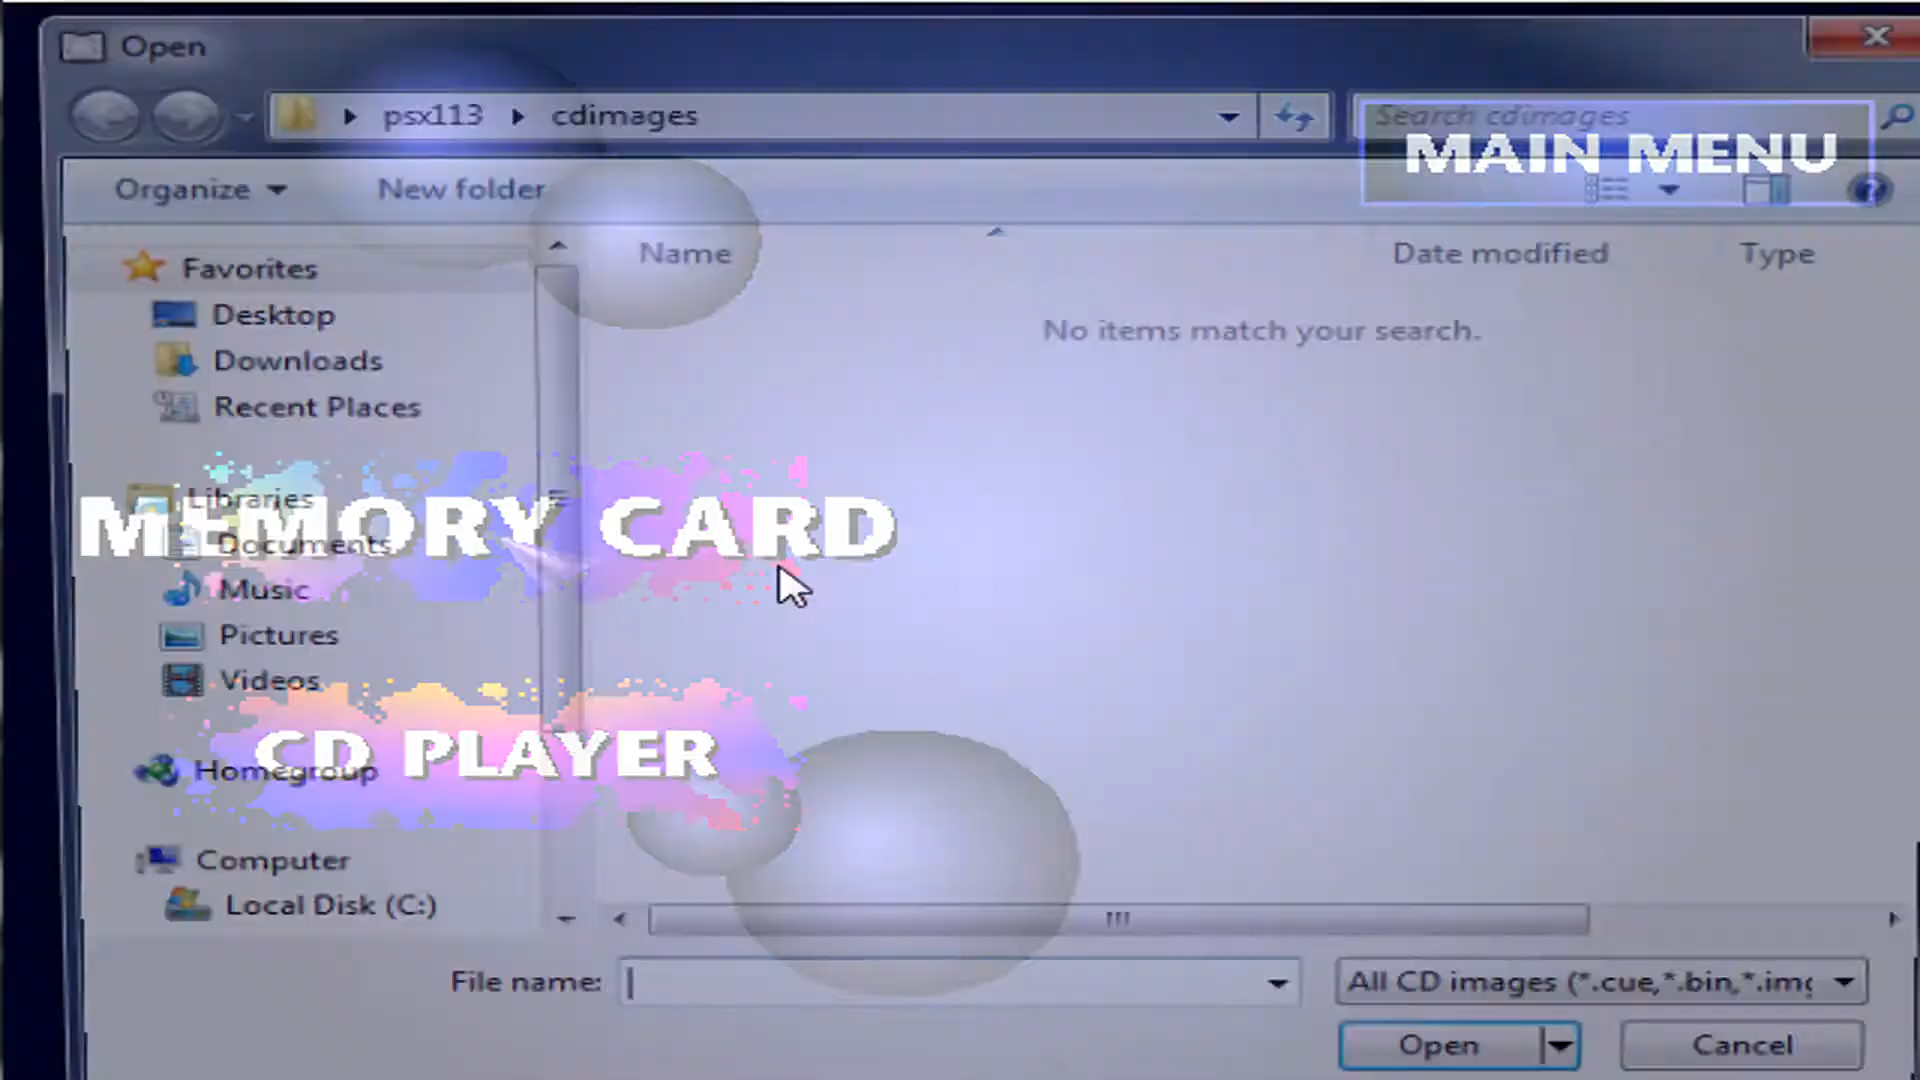 Open
psx113 cdimages
Search cdimages
MAIN MENU
Organize
New folder
Name
Date modified
Type
Favorites
Desktop
Downloads
Recent Places
No items match your search.
Libraries
MEMORY CARD
Documents
Music
Pictures
Videos
CD PLAYER
Homegroup
Computer
Local Disk (C:)
File name:
All CD images (*.cue,*.bin,*.img
Open
Cancel